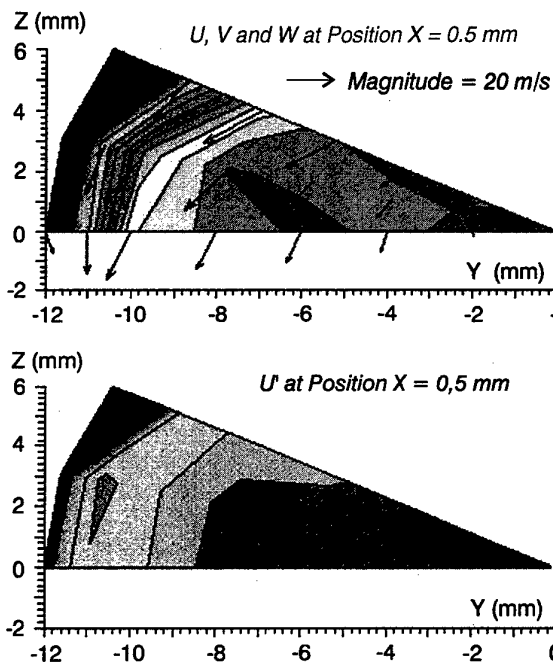 Z (mm)
U, V and W at Position X = 0.5 mm
Magnitude = 20 m/s
6
4
2
0
-2
Y (mm)
-12 -10 -8 -6 -4 -2
Z (mm)
U' at Position X = 0,5 mm
6
4
2
0
-2
Y (mm)
-12 -10 -8 -6 -4 -2 0